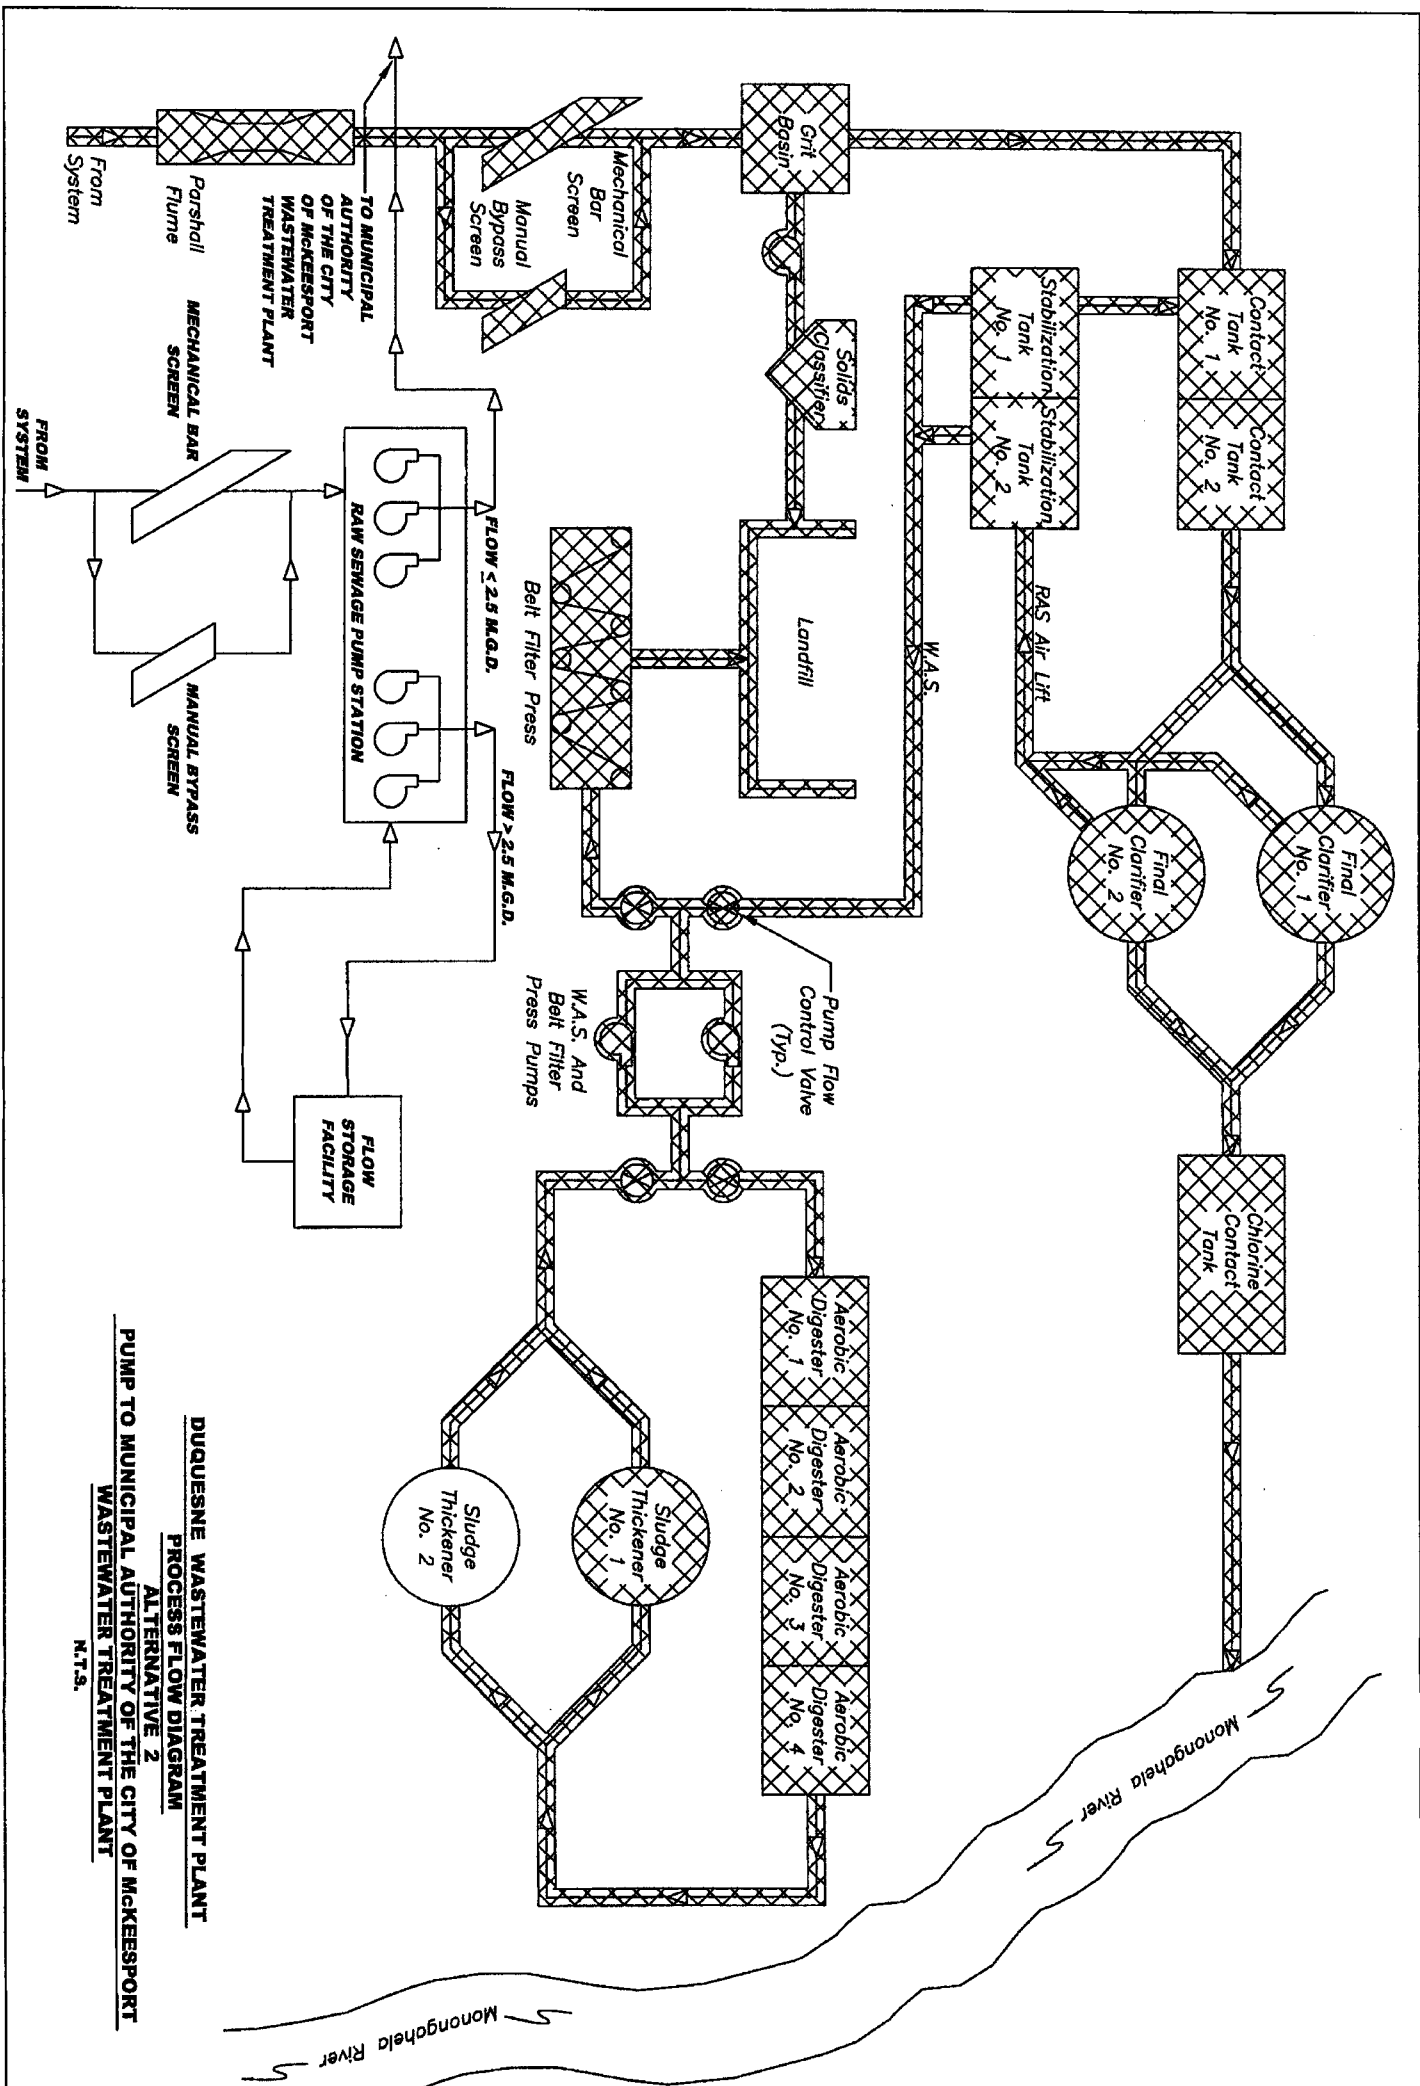 From
System
Parshall
Flume
Mechanical
Bar
Screen
Manual
Bypass
Screen
Grit
Basin
Solids
Classifier
Landfill
Belt Filter Press
Stabilization
Tank
No. 1
Stabilization
Tank
No. 2
Contact
Tank
No. 1
Contact
Tank
No. 2
RAS Air Lift
W.A.S.
Final
Clarifier
No. 1
Final
Clarifier
No. 2
Chlorine
Contact
Tank
Pump Flow
Control Valve
(Typ.)
W.A.S. And
Belt Filter
Press Pumps
Aerobic
Digester
No. 1
Aerobic
Digester
No. 2
Aerobic
Digester
No. 3
Aerobic
Digester
No. 4
Sludge
Thickener
No. 1
Sludge
Thickener
No. 2
Monongahela River
Monongahela River
TO MUNICIPAL
AUTHORITY
OF THE CITY
OF McKEESPORT
WASTEWATER
TREATMENT PLANT
MECHANICAL BAR
SCREEN
FROM
SYSTEM
MANUAL BYPASS
SCREEN
RAW SEWAGE PUMP STATION
FLOW ≤ 2.5 M.G.D.
FLOW > 2.5 M.G.D.
FLOW
STORAGE
FACILITY
DUQUESNE WASTEWATER TREATMENT PLANT
PROCESS FLOW DIAGRAM
ALTERNATIVE 2
PUMP TO MUNICIPAL AUTHORITY OF THE CITY OF McKEESPORT
WASTEWATER TREATMENT PLANT
N.T.S.